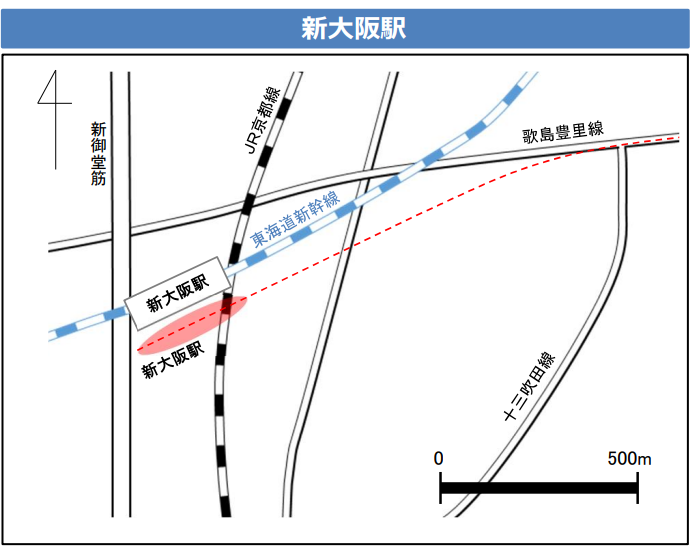 新大阪駅
新御堂筋
JR京都線
歌島豊里線
東海道新幹線
新大阪駅
新大阪駅
十三吹田線
0 500m